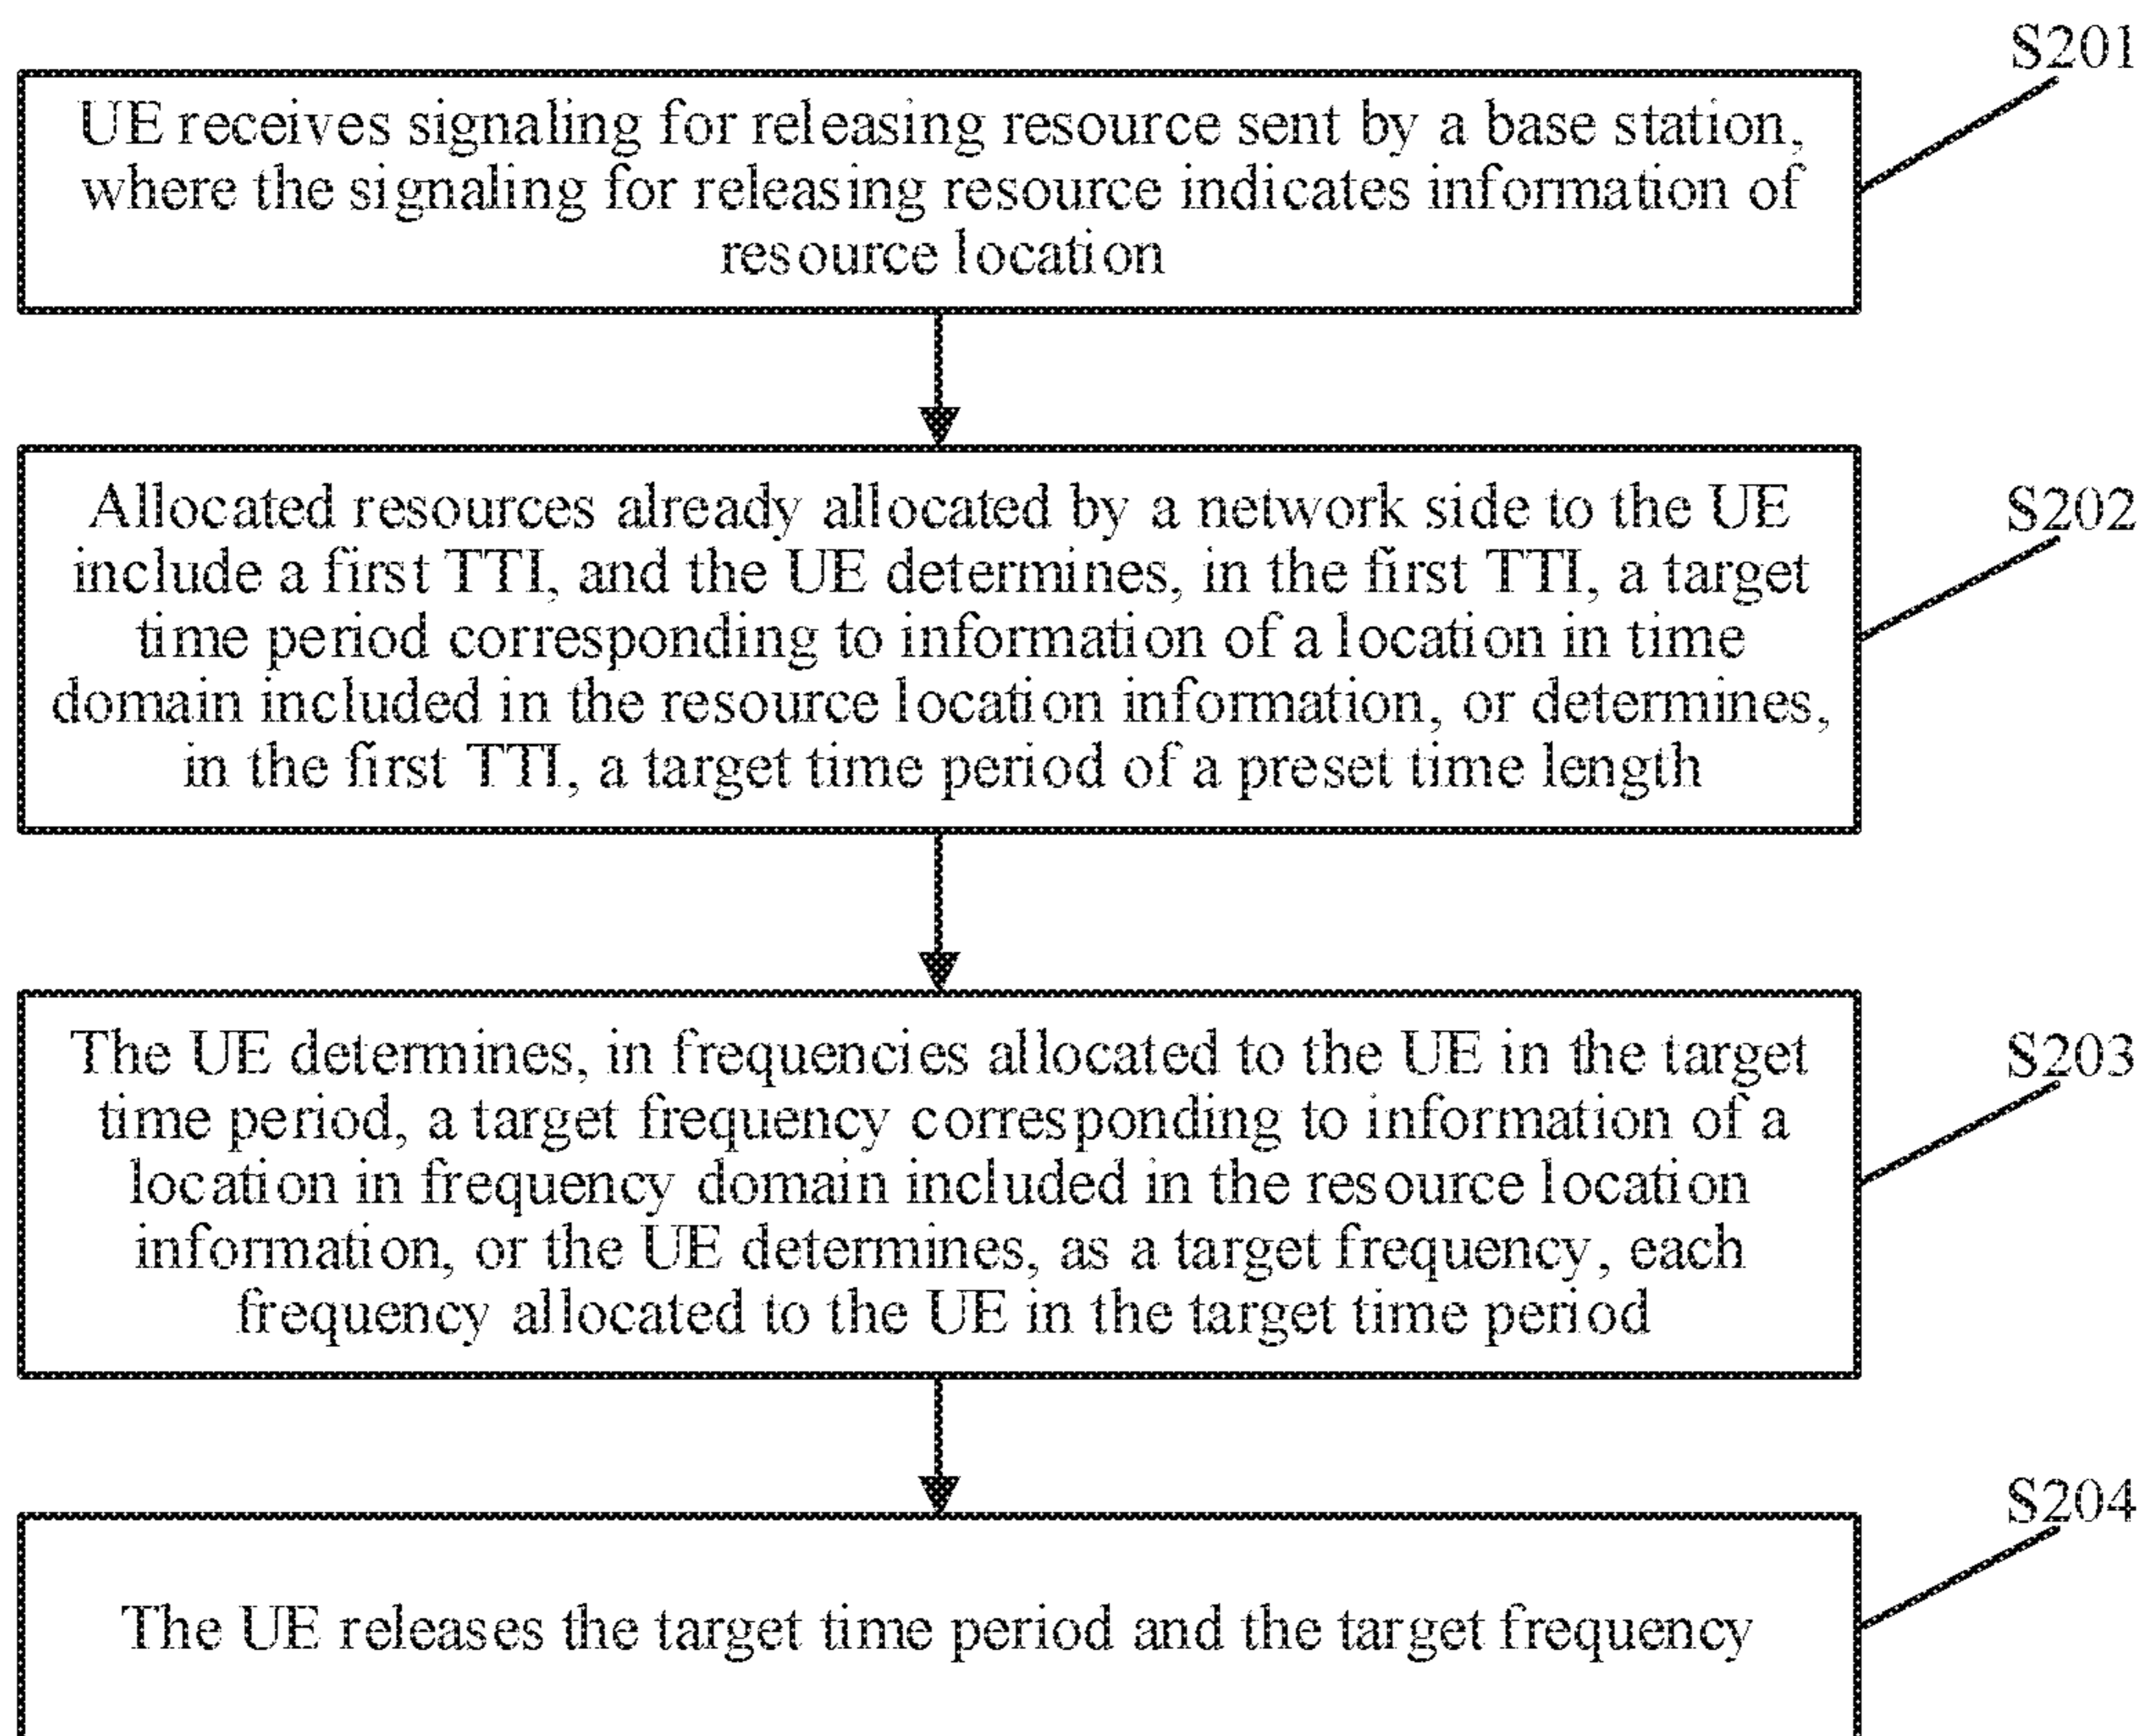 S201
UE receives signaling for releasing resource sent by a base station,
where the signaling for releasing resource indicates information of
resource location
S202
Allocated resources already allocated by a network side to the UE
include a first TTI, and the UE determines, in the first TTI, a target
time period corresponding to information of a location in time
domain included in the resource location information, or determines,
in the first TTI, a target time period of a preset time length
S203
The UE determines, in frequencies allocated to the UE in the target
time period, a target frequency corresponding to information of a
location in frequency domain included in the resource location
information, or the UE determines, as a target frequency, each
frequency allocated to the UE in the target time period
S204
The UE releases the target time period and the target frequency